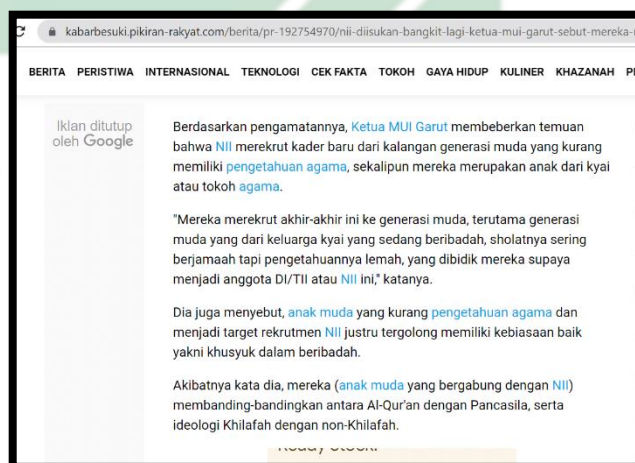 kabarbesuki.pikiran-rakyat.com/berita/pr-192754970/nii-diisukan-bangkit-lagi-ketua-mui-garut-sebut-mereka-
BERITA PERISTIWA INTERNASIONAL TEKNOLOGI CEK FAKTA TOKOH GAYA HIDUP KULINER KHAZANAH
Iklan ditutup
oleh Google
Berdasarkan pengamatannya, Ketua MUI Garut membeberkan temuan
bahwa NII merekrut kader baru dari kalangan generasi muda yang kurang
memiliki pengetahuan agama, sekalipun mereka merupakan anak dari kyai
atau tokoh agama.
"Mereka merekrut akhir-akhir ini ke generasi muda, terutama generasi
muda yang dari keluarga kyai yang sedang beribadah, sholatnya sering
berjamaah tapi pengetahuannya lemah, yang dibidik mereka supaya
menjadi anggota DI/TII atau NII ini," katanya.
Dia juga menyebut, anak muda yang kurang pengetahuan agama dan
menjadi target rekrutmen NII justru tergolong memiliki kebiasaan baik
yakni khusyuk dalam beribadah.
Akibatnya kata dia, mereka (anak muda yang bergabung dengan NII)
membanding-bandingkan antara Al-Qur'an dengan Pancasila, serta
ideologi Khilafah dengan non-Khilafah.